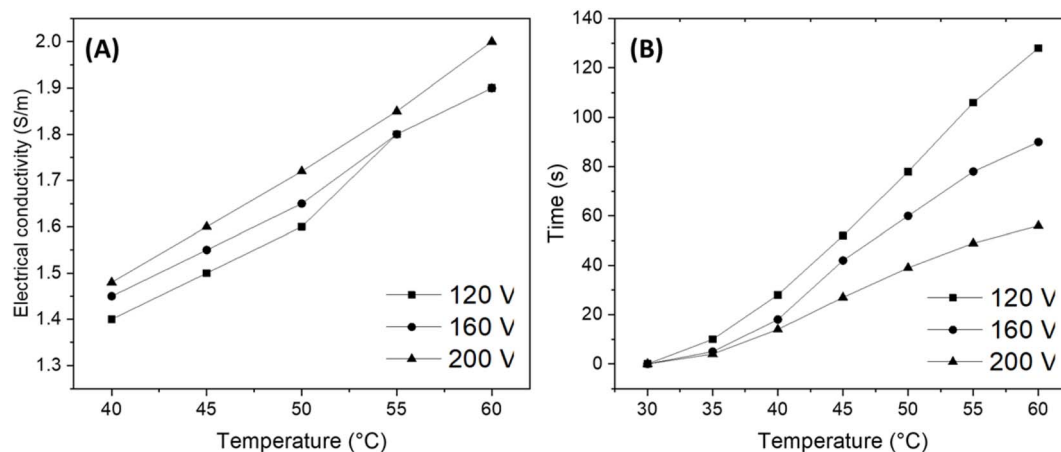 (A)
Electrical conductivity (S/m)
2.0
1.9
1.8
1.7
1.6
1.5
1.4
1.3
40 45 50 55 60
Temperature (°C)
120 V
160 V
200 V
(B)
Time (s)
140
120
100
80
60
40
20
0
30 35 40 45 50 55 60
Temperature (°C)
120 V
160 V
200 V